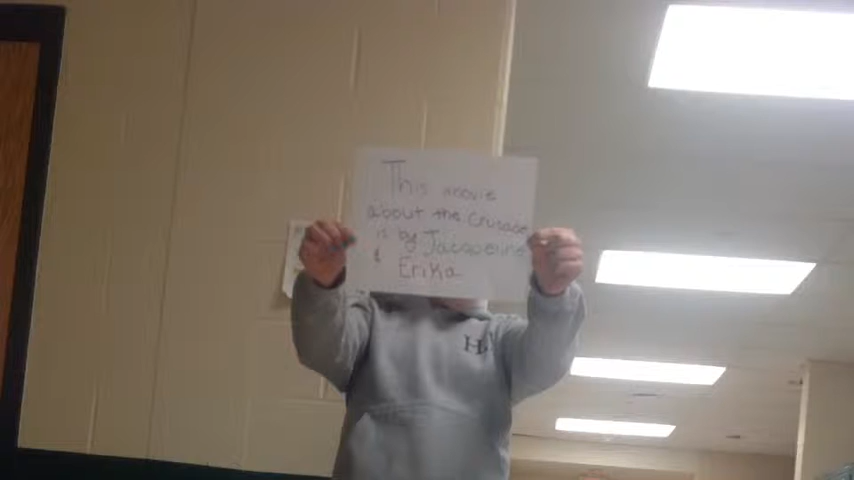 This movie
about the Crusade
is by Jacqueline
& Erika
H